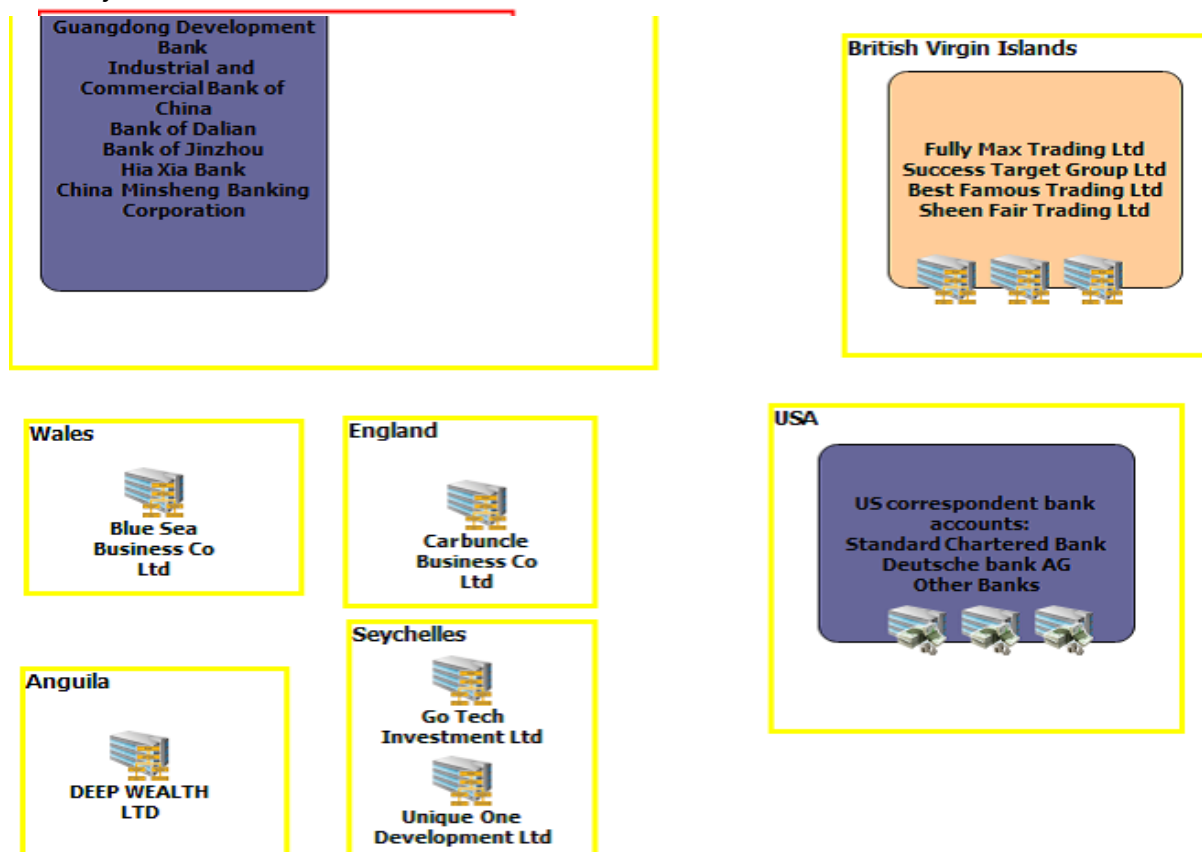 Guangdong Development
Bank
Industrial and
Commercial Bank of
China
Bank of Dalian
Bank of Jinzhou
Hia Xia Bank
China Minsheng Banking
Corporation
British Virgin Islands
Fully Max Trading Ltd
Success Target Group Ltd
Best Famous Trading Ltd
Sheen Fair Trading Ltd
Wales
Blue Sea
Business Co
Ltd
England
Carbuncle
Business Co
Ltd
USA
US correspondent bank
accounts:
Standard Chartered Bank
Deutsche bank AG
Other Banks
Anguila
DEEP WEALTH
LTD
Seychelles
Go Tech
Investment Ltd
Unique One
Development Ltd